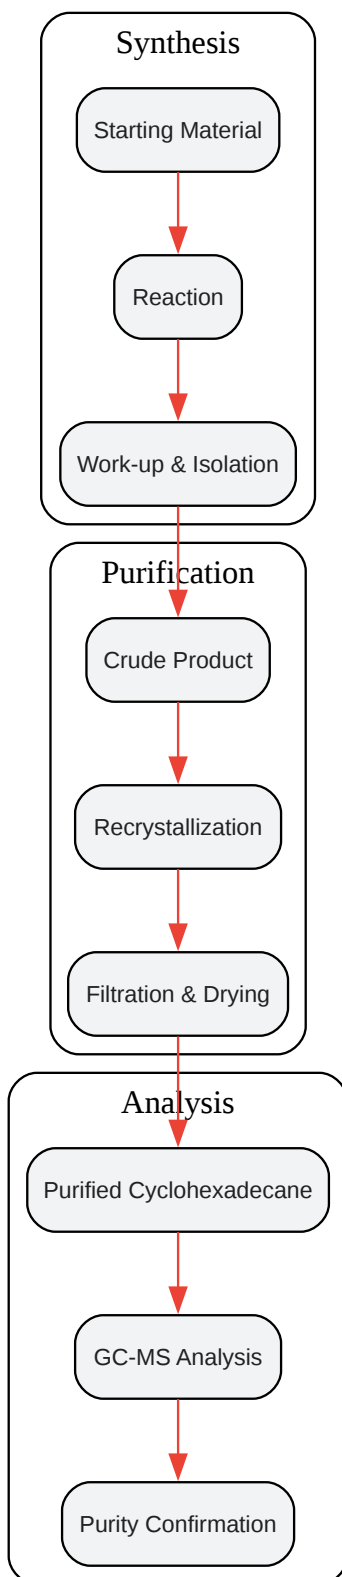 Synthesis
Starting Material
Reaction
Work-up & Isolation
Purification
Crude Product
Recrystallization
Filtration & Drying
Analysis
Purified Cyclohexadecane
GC-MS Analysis
Purity Confirmation